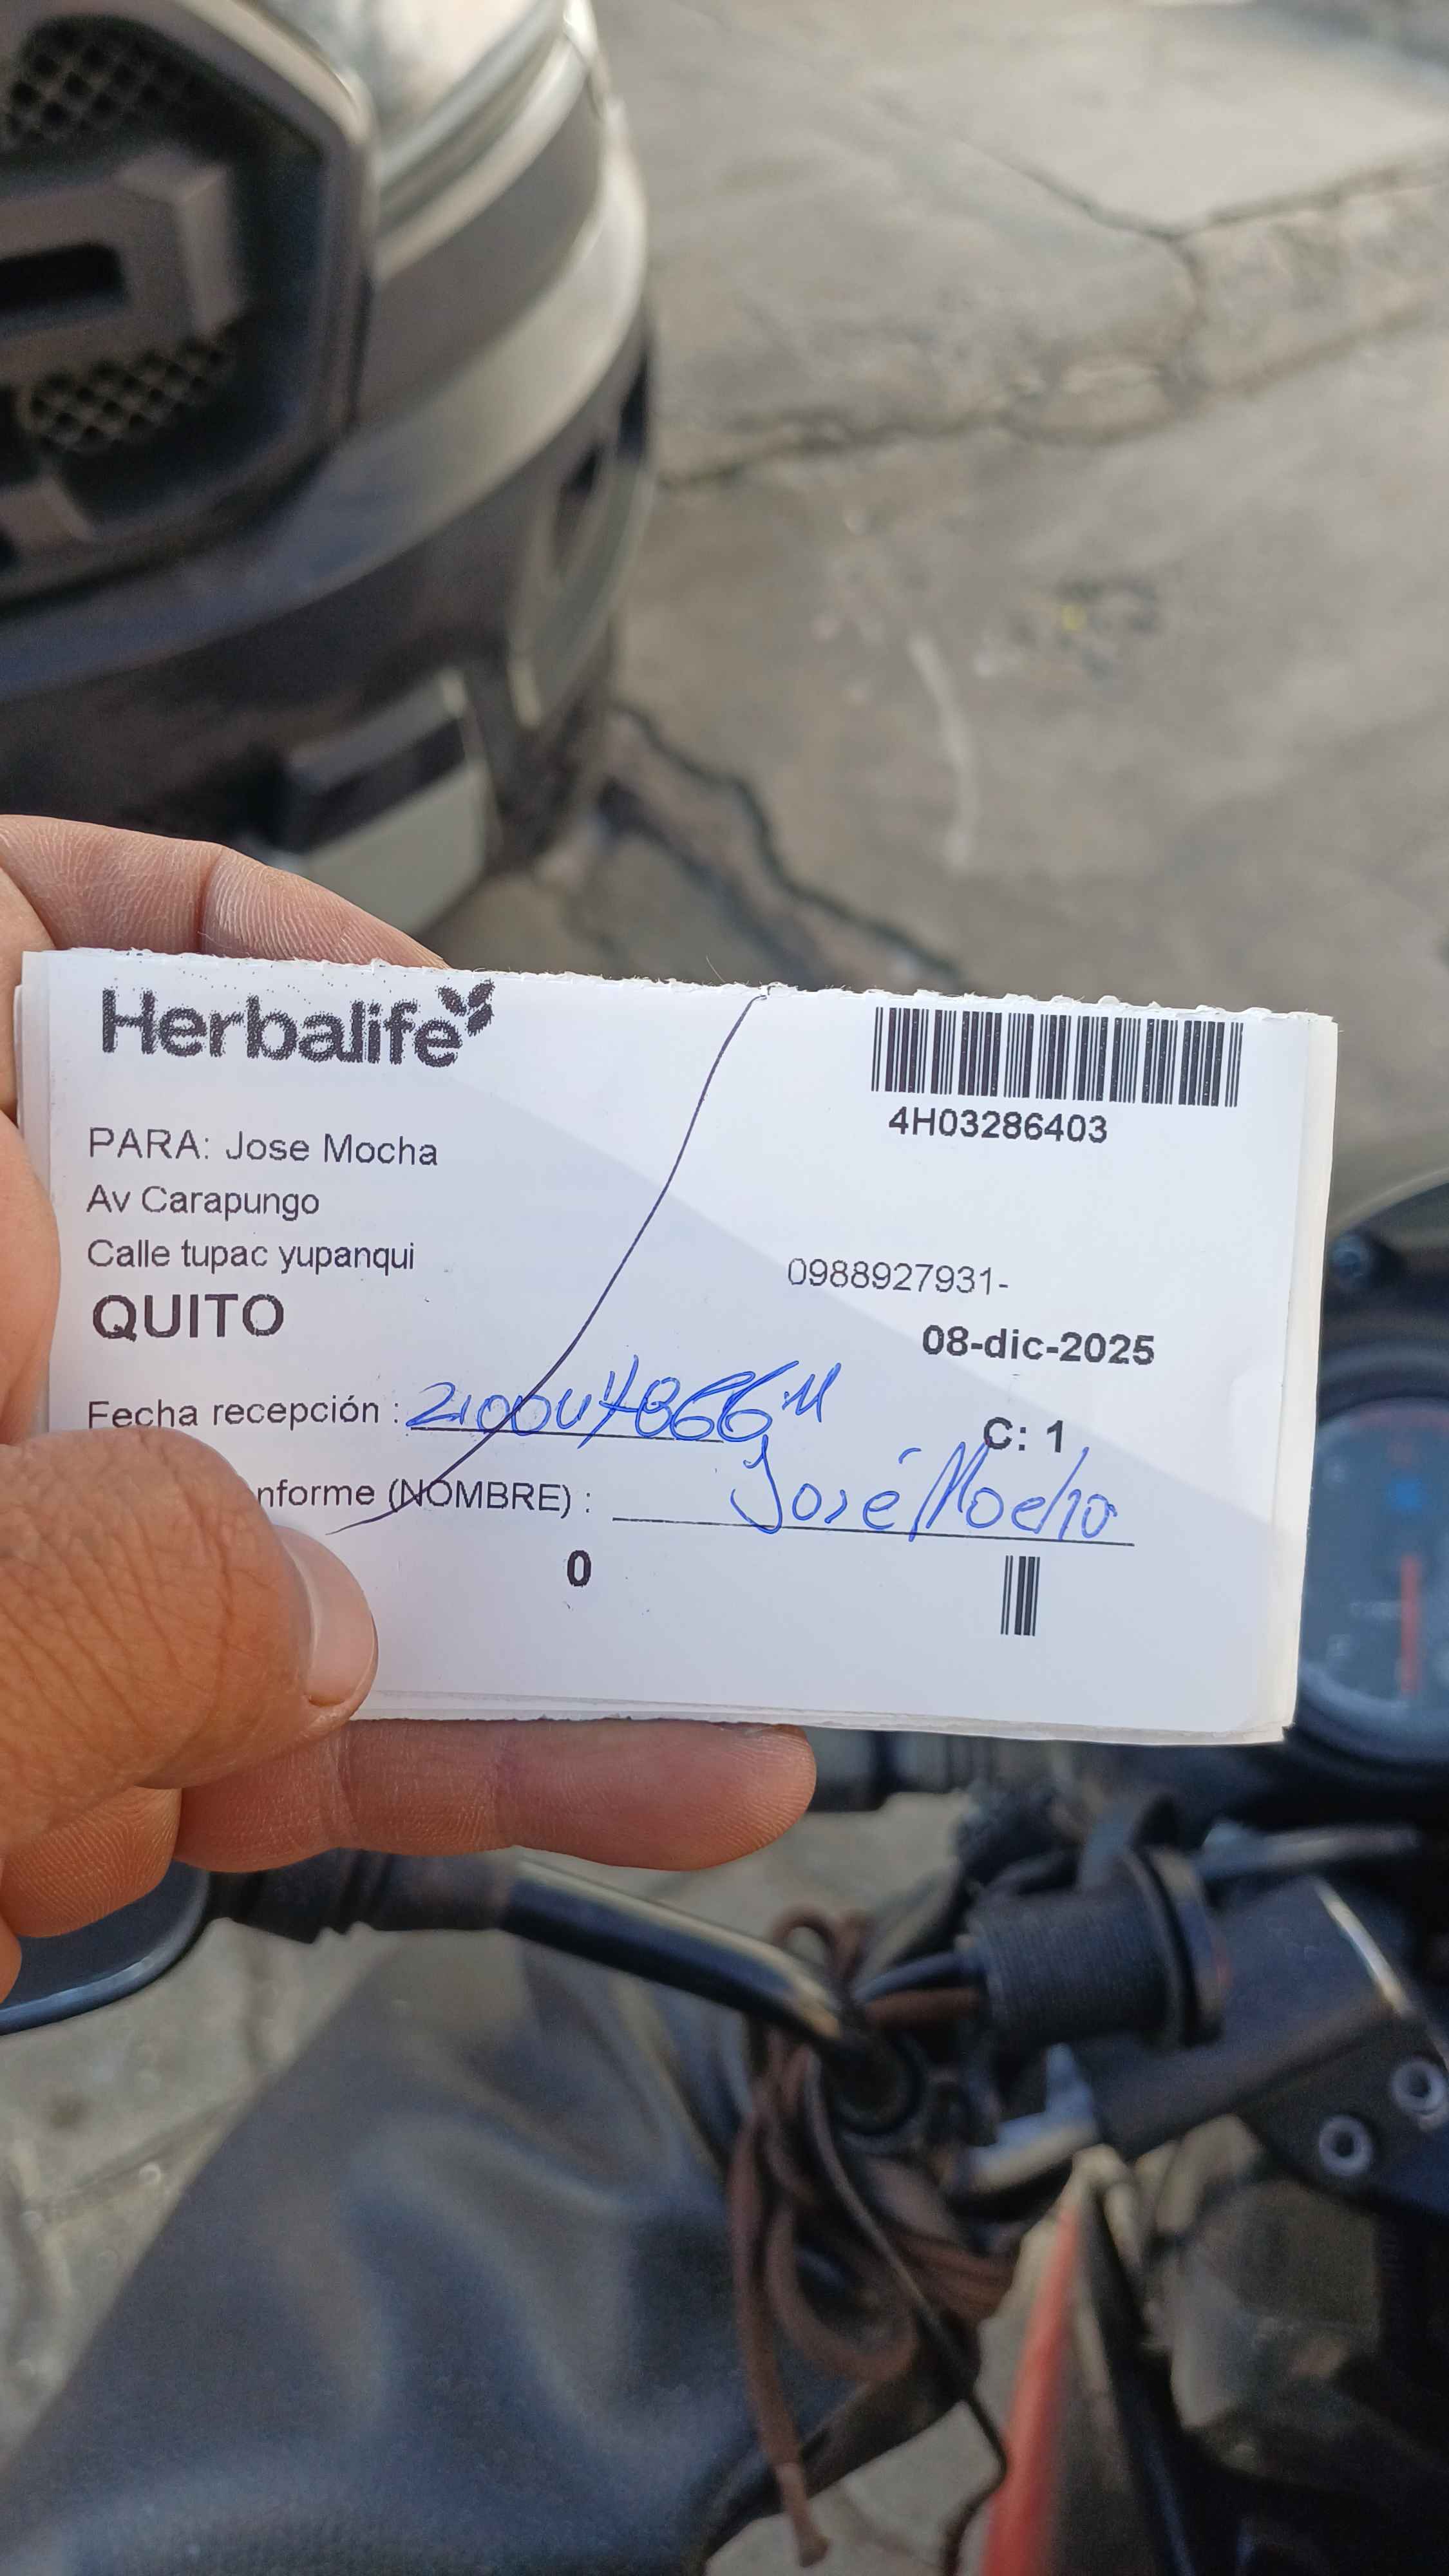 Herbalife
4H03286403
PARA: Jose Mocha
Av Carapungo
Calle tupac yupanqui
0988927931-
QUITO
08-dic-2025
Fecha recepción :
C: 1
nforme (NOMBRE) : José Mocha
0